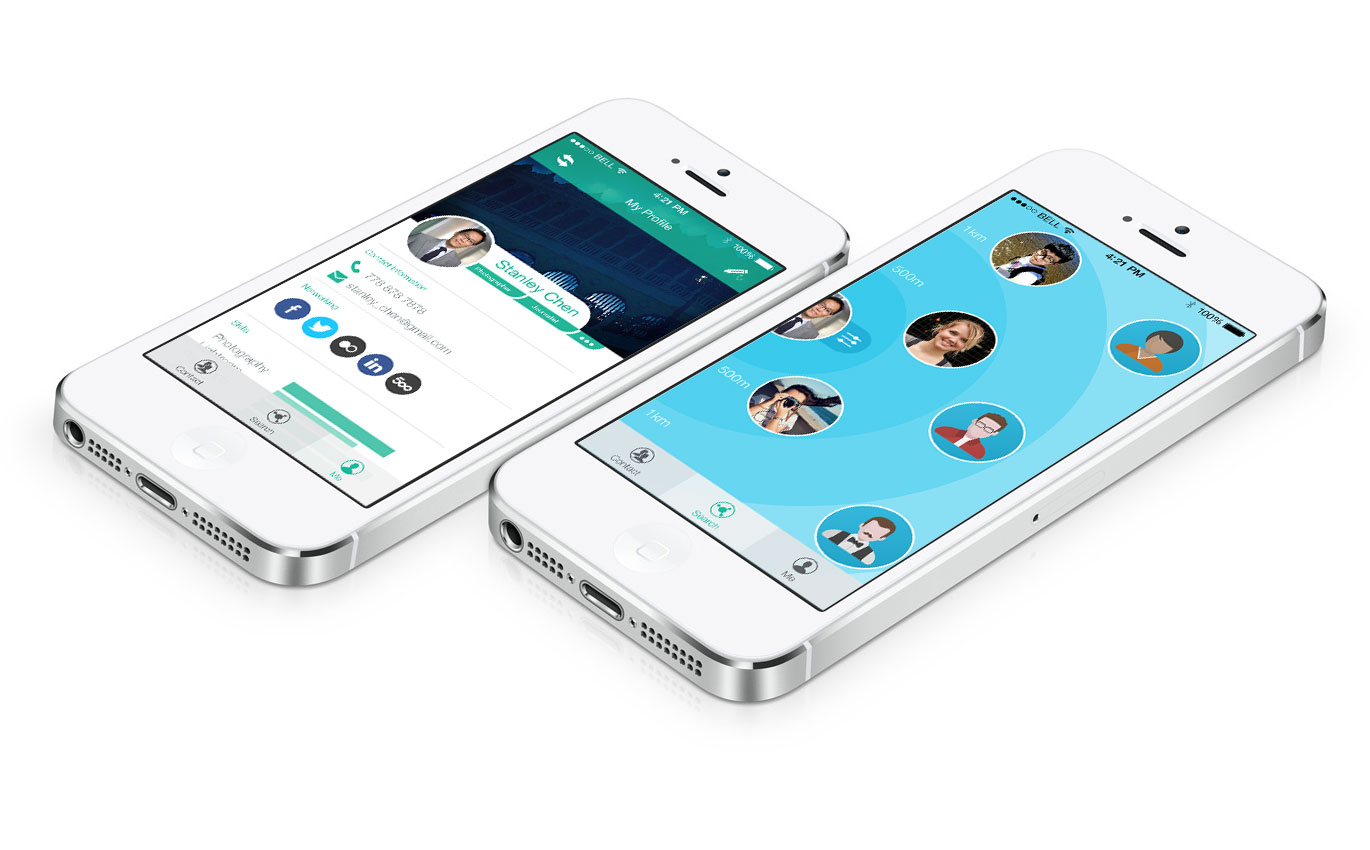 BELL
4:21 PM
100%
My Profile
Stanley Chen
Photographer
Journalist
Contact Information
778 878 7878
stanley_chen@gmail.com
Networking
f
in
500
Skills
Photography
Contact
Search
Me
BELL
4:21 PM
100%
1km
500m
500m
1km
Contact
Search
Me